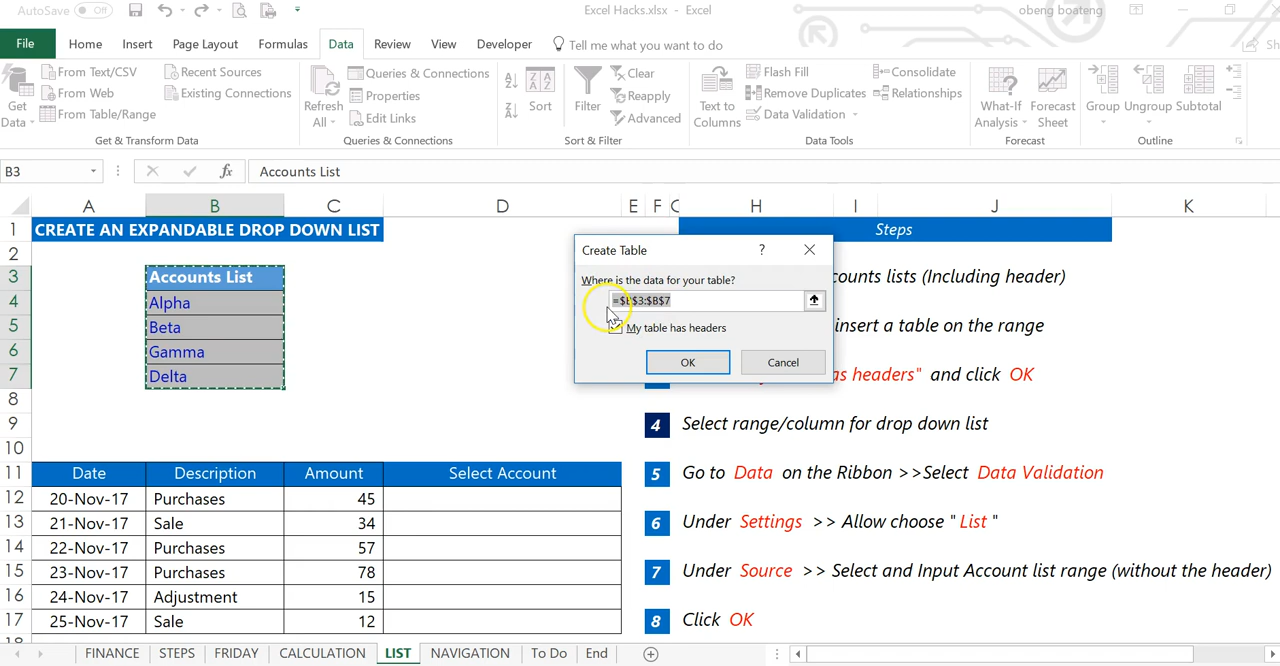 AutoSave Off Excel Hacks.xlsx - Excel obeng boateng
File Home Insert Page Layout Formulas Data Review View Developer Tell me what you want to do Sh
Get Data From Text/CSV From Web From Table/Range Recent Sources Existing Connections
Refresh All Queries & Connections Properties Edit Links
Sort Filter Clear Reapply Advanced
Text to Columns Flash Fill Remove Duplicates Data Validation Consolidate Relationships
What-If Analysis Forecast Sheet Group Ungroup Subtotal
Get & Transform Data Queries & Connections Sort & Filter Data Tools Forecast Outline
B3 fx Accounts List
A B C D E F G H I J K
1 CREATE AN EXPANDABLE DROP DOWN LIST Steps
2
3 Accounts List
4 Alpha
5 Beta
6 Gamma
7 Delta
8
9
10
11 Date Description Amount Select Account
12 20-Nov-17 Purchases 45
13 21-Nov-17 Sale 34
14 22-Nov-17 Purchases 57
15 23-Nov-17 Purchases 78
16 24-Nov-17 Adjustment 15
17 25-Nov-17 Sale 12
Create Table ?
Where is the data for your table?
=$B$3:$B$7
My table has headers
OK Cancel
counts lists (Including header)
insert a table on the range
as headers" and click OK
4 Select range/column for drop down list
5 Go to Data on the Ribbon >>Select Data Validation
6 Under Settings >> Allow choose " List "
7 Under Source >> Select and Input Account list range (without the header)
8 Click OK
FINANCE STEPS FRIDAY CALCULATION LIST NAVIGATION To Do End